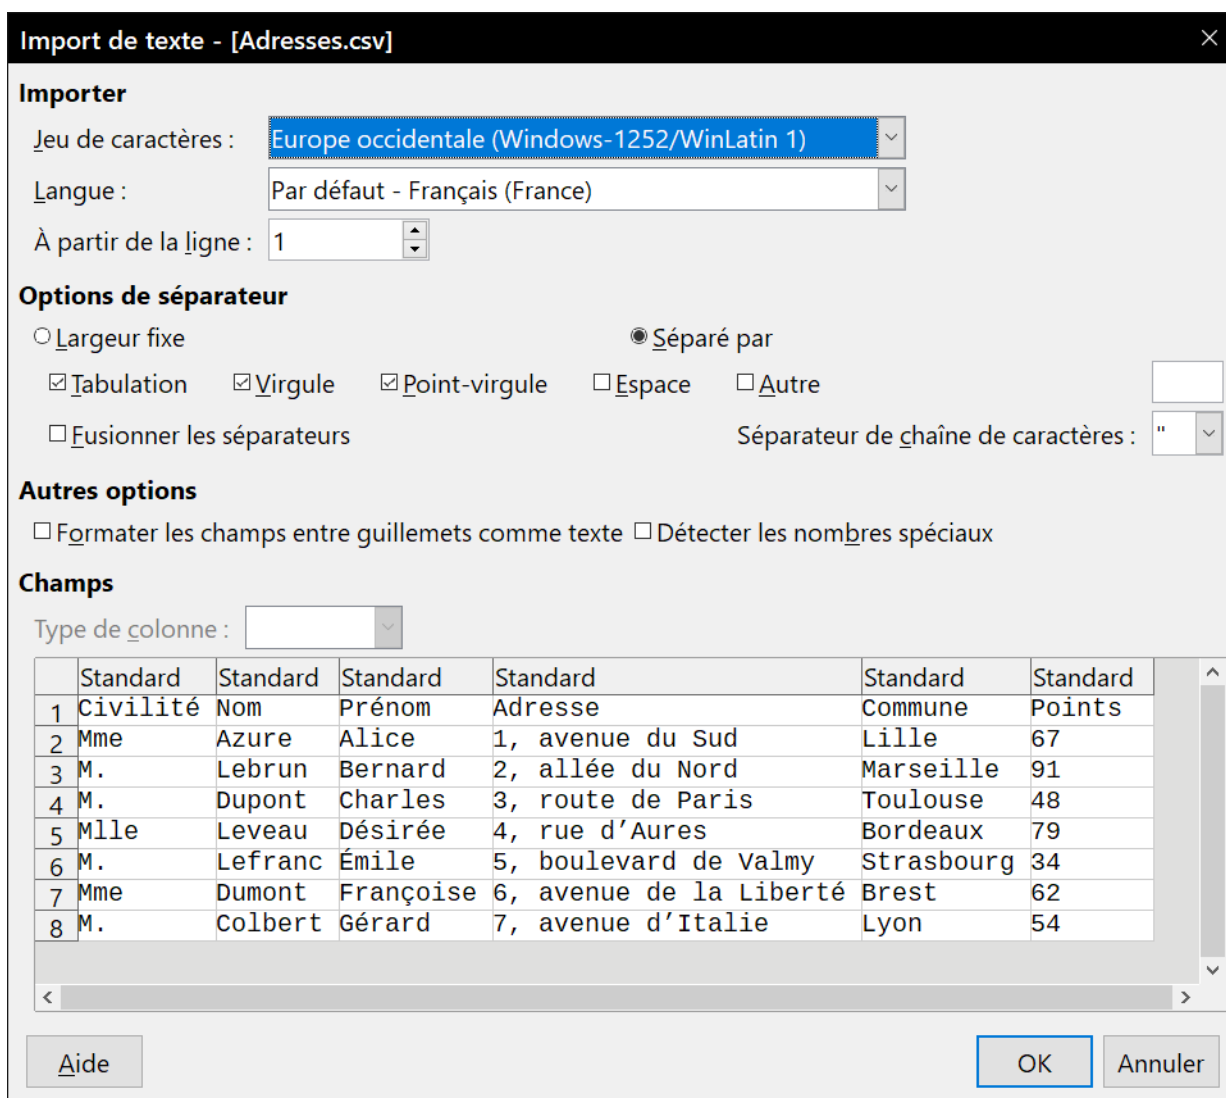 Import de texte - [Adresses.csv]
Importer
Jeu de caractères : Europe occidentale (Windows-1252/WinLatin 1)
Langue : Par défaut - Français (France)
À partir de la ligne : 1
Options de séparateur
Largeur fixe Séparé par
Tabulation Virgule Point-virgule Espace Autre
Fusionner les séparateurs Séparateur de chaîne de caractères : "
Autres options
Formater les champs entre guillemets comme texte Détecter les nombres spéciaux
Champs
Type de colonne :
Standard Standard Standard Standard Standard Standard
1 Civilité Nom Prénom Adresse Commune Points
2 Mme Azure Alice 1, avenue du Sud Lille 67
3 M. Lebrun Bernard 2, allée du Nord Marseille 91
4 M. Dupont Charles 3, route de Paris Toulouse 48
5 Mlle Leveau Désirée 4, rue d’Aures Bordeaux 79
6 M. Lefranc Émile 5, boulevard de Valmy Strasbourg 34
7 Mme Dumont Françoise 6, avenue de la Liberté Brest 62
8 M. Colbert Gérard 7, avenue d’Italie Lyon 54
Aide OK Annuler